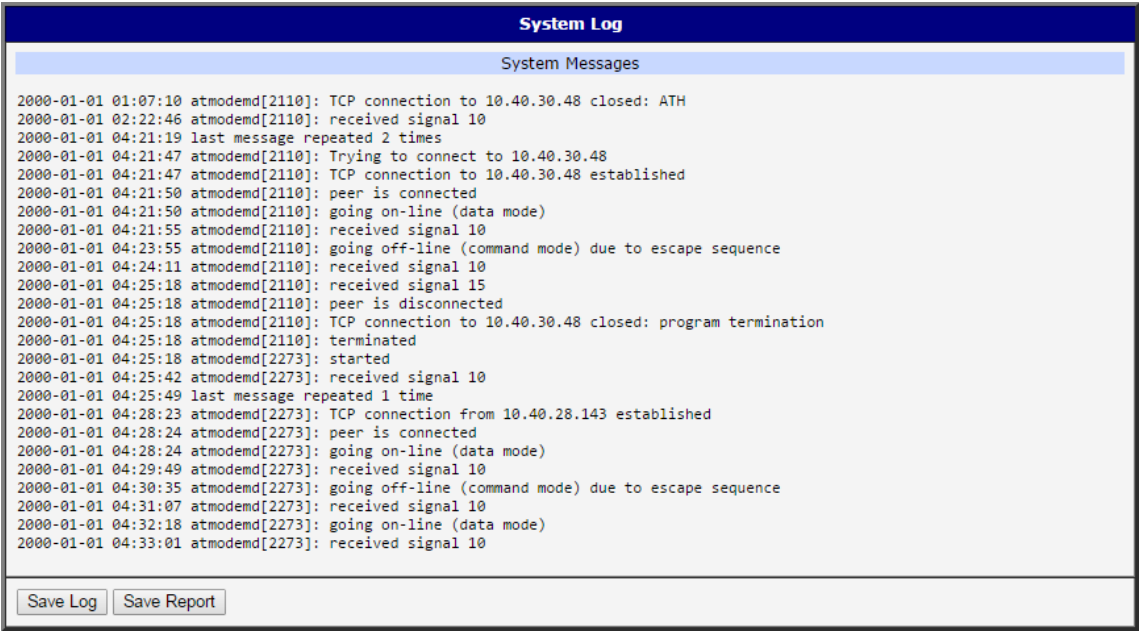 System Log
System Messages
2000-01-01 01:07:10 atmodemd[2110]: TCP connection to 10.40.30.48 closed: ATH
2000-01-01 02:22:46 atmodemd[2110]: received signal 10
2000-01-01 04:21:19 last message repeated 2 times
2000-01-01 04:21:47 atmodemd[2110]: Trying to connect to 10.40.30.48
2000-01-01 04:21:47 atmodemd[2110]: TCP connection to 10.40.30.48 established
2000-01-01 04:21:50 atmodemd[2110]: peer is connected
2000-01-01 04:21:50 atmodemd[2110]: going on-line (data mode)
2000-01-01 04:21:55 atmodemd[2110]: received signal 10
2000-01-01 04:23:55 atmodemd[2110]: going off-line (command mode) due to escape sequence
2000-01-01 04:24:11 atmodemd[2110]: received signal 10
2000-01-01 04:25:18 atmodemd[2110]: received signal 15
2000-01-01 04:25:18 atmodemd[2110]: peer is disconnected
2000-01-01 04:25:18 atmodemd[2110]: TCP connection to 10.40.30.48 closed: program termination
2000-01-01 04:25:18 atmodemd[2110]: terminated
2000-01-01 04:25:18 atmodemd[2273]: started
2000-01-01 04:25:42 atmodemd[2273]: received signal 10
2000-01-01 04:25:49 last message repeated 1 time
2000-01-01 04:28:23 atmodemd[2273]: TCP connection from 10.40.28.143 established
2000-01-01 04:28:24 atmodemd[2273]: peer is connected
2000-01-01 04:28:24 atmodemd[2273]: going on-line (data mode)
2000-01-01 04:29:49 atmodemd[2273]: received signal 10
2000-01-01 04:30:35 atmodemd[2273]: going off-line (command mode) due to escape sequence
2000-01-01 04:31:07 atmodemd[2273]: received signal 10
2000-01-01 04:32:18 atmodemd[2273]: going on-line (data mode)
2000-01-01 04:33:01 atmodemd[2273]: received signal 10
Save Log Save Report